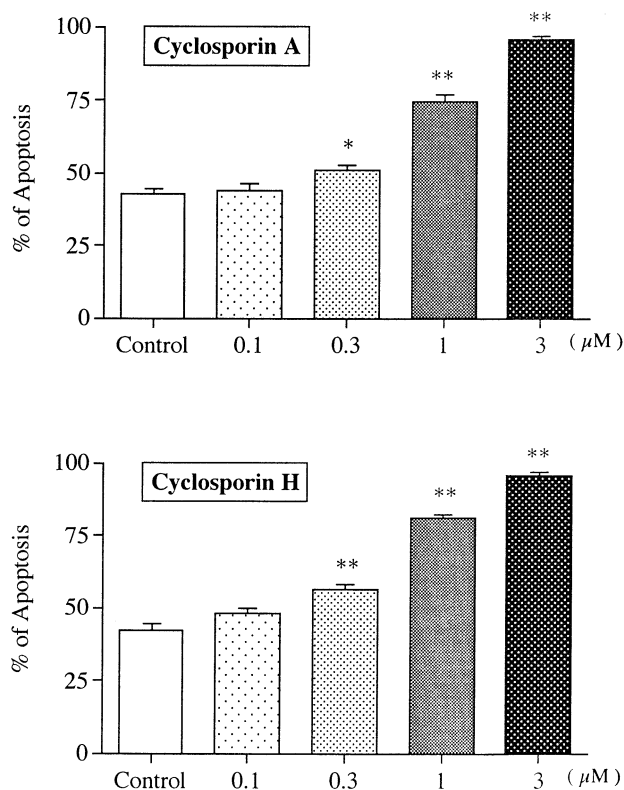 100
Cyclosporin A
**
**
75
*
50
25
0
% of Apoptosis
Control 0.1 0.3 1 3 ( µM )
100
Cyclosporin H
**
**
75
**
50
25
0
% of Apoptosis
Control 0.1 0.3 1 3 ( µM )